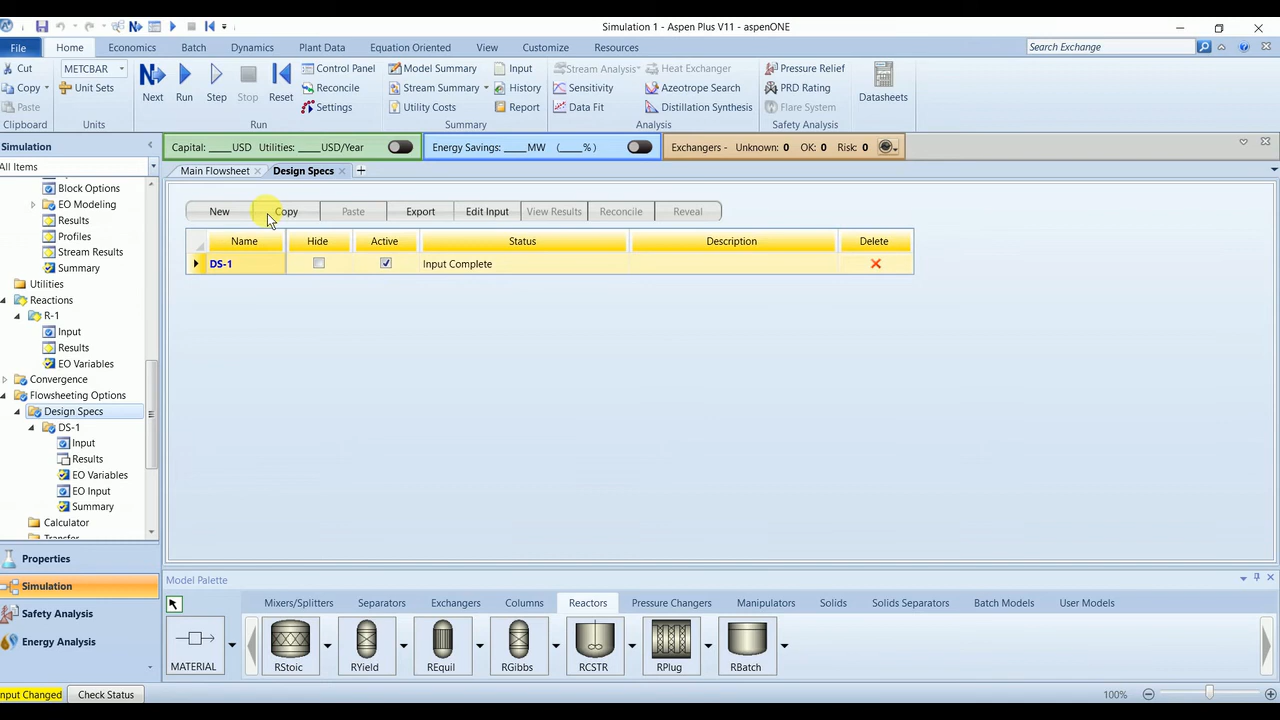 Simulation 1 - Aspen Plus V11 - aspenONE
File Home Economics Batch Dynamics Plant Data Equation Oriented View Customize Resources Search Exchange
Cut METCBAR Control Panel Model Summary Input Stream Analysis Heat Exchanger Pressure Relief
Copy Unit Sets Next Run Step Stop Reset Reconcile Stream Summary History Sensitivity Azeotrope Search PRD Rating Datasheets
Paste Settings Utility Costs Report Data Fit Distillation Synthesis Flare System
Clipboard Units Run Summary Analysis Safety Analysis
Simulation Capital: ____USD Utilities: ____USD/Year Energy Savings: ____MW (____%) Exchangers - Unknown: 0 OK: 0 Risk: 0
All Items Main Flowsheet Design Specs
Block Options
EO Modeling
Results
Profiles
Stream Results
Summary
Utilities
Reactions
R-1
Input
Results
EO Variables
Convergence
Flowsheeting Options
Design Specs
DS-1
Input
Results
EO Variables
EO Input
Summary
Calculator
Transfer
New Copy Paste Export Edit Input View Results Reconcile Reveal
Name Hide Active Status Description Delete
DS-1 Input Complete
Properties
Simulation
Safety Analysis
Energy Analysis
Model Palette
Mixers/Splitters Separators Exchangers Columns Reactors Pressure Changers Manipulators Solids Solids Separators Batch Models User Models
MATERIAL RStoic RYield REquil RGibbs RCSTR RPlug RBatch
nput Changed Check Status 100%